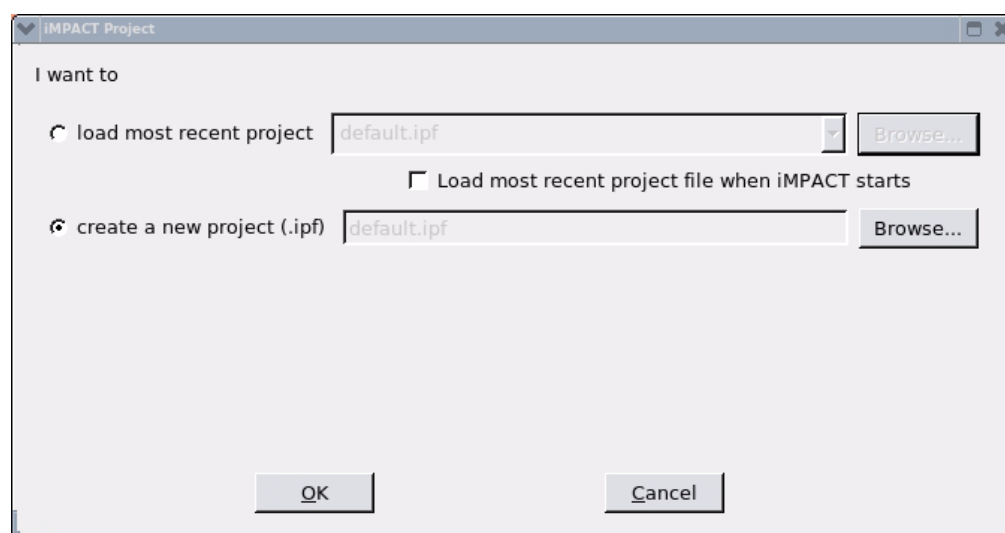 iMPACT Project
I want to
load most recent project default.ipf Browse...
Load most recent project file when iMPACT starts
create a new project (.ipf) default.ipf Browse...
OK Cancel